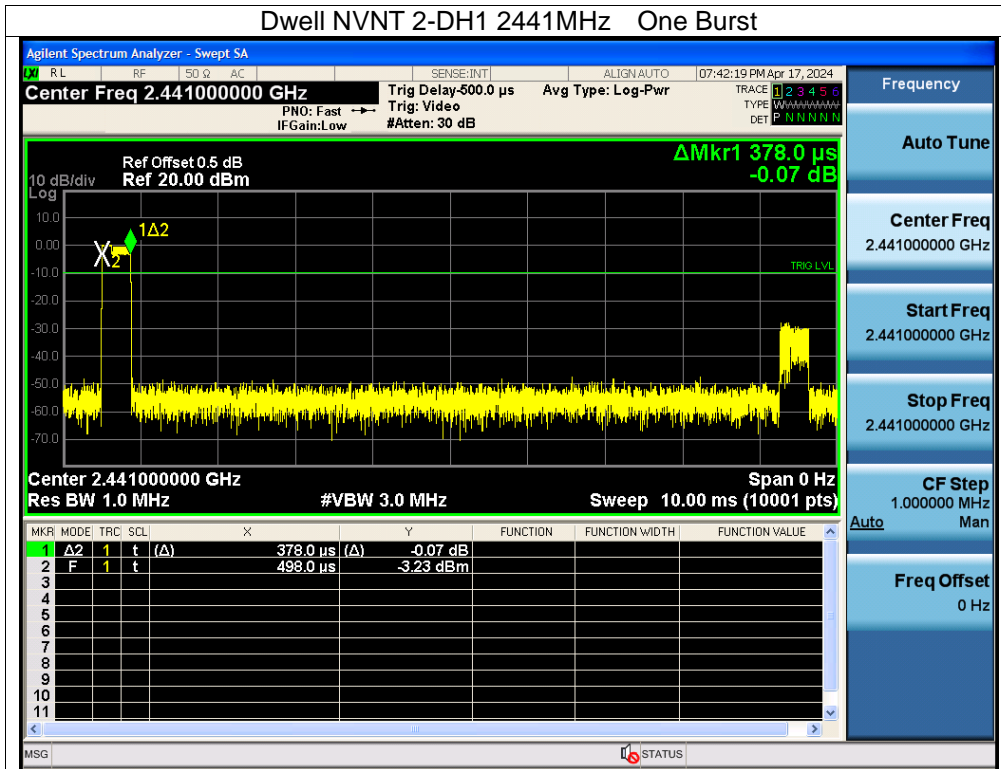 Dwell NVNT 2-DH1 2441MHz One Burst
Agilent Spectrum Analyzer - Swept SA
LXI RL RF 50 Ω AC SENSE:INT ALIGN AUTO 07:42:19 PM Apr 17, 2024
Center Freq 2.441000000 GHz
PNO: Fast
IFGain:Low
Trig Delay-500.0 µs
Trig: Video
#Atten: 30 dB
Avg Type: Log-Pwr
TRACE 1 2 3 4 5 6
TYPE WWWWWW
DET P N N N N N
Ref Offset 0.5 dB
10 dB/div Ref 20.00 dBm
Log
ΔMkr1 378.0 µs
-0.07 dB
10.0
0.00
-10.0
-20.0
-30.0
-40.0
-50.0
-60.0
-70.0
1Δ2
X2
TRIG LVL
Center 2.441000000 GHz Span 0 Hz
Res BW 1.0 MHz #VBW 3.0 MHz Sweep 10.00 ms (10001 pts)
MKR MODE TRC SCL X Y FUNCTION FUNCTION WIDTH FUNCTION VALUE
1 Δ2 1 t (Δ) 378.0 µs (Δ) -0.07 dB
2 F 1 t 498.0 µs -3.23 dBm
3
4
5
6
7
8
9
10
11
MSG STATUS
Frequency
Auto Tune
Center Freq
2.441000000 GHz
Start Freq
2.441000000 GHz
Stop Freq
2.441000000 GHz
CF Step
1.000000 MHz
Auto Man
Freq Offset
0 Hz